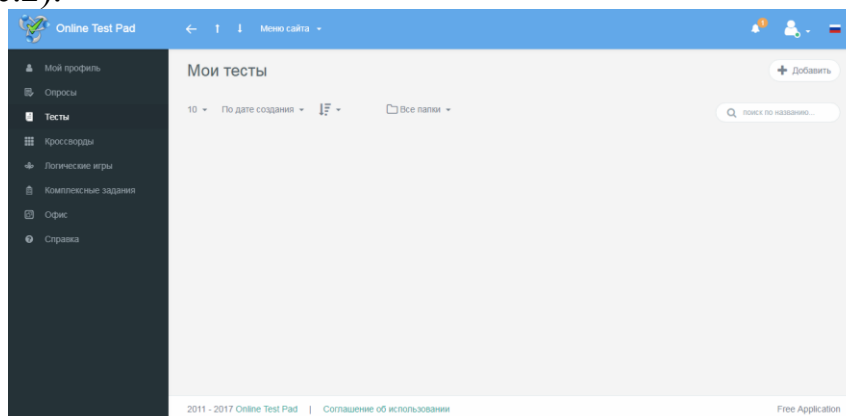 Online Test Pad
Меню сайта
1
Мой профиль
Опросы
Тесты
Кроссворды
Логические игры
Комплексные задания
Офис
Справка
Мои тесты
Добавить
10 По дате создания Все папки
поиск по названию...
2011 - 2017 Online Test Pad | Соглашение об использовании
Free Application